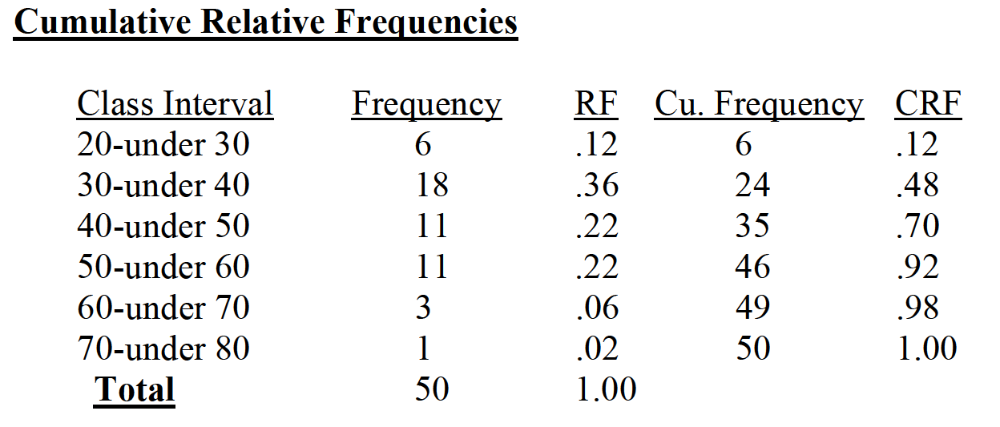 Cumulative Relative Frequencies
Class Interval Frequency RF Cu. Frequency CRF
20-under 30 6 .12 6 .12
30-under 40 18 .36 24 .48
40-under 50 11 .22 35 .70
50-under 60 11 .22 46 .92
60-under 70 3 .06 49 .98
70-under 80 1 .02 50 1.00
Total 50 1.00